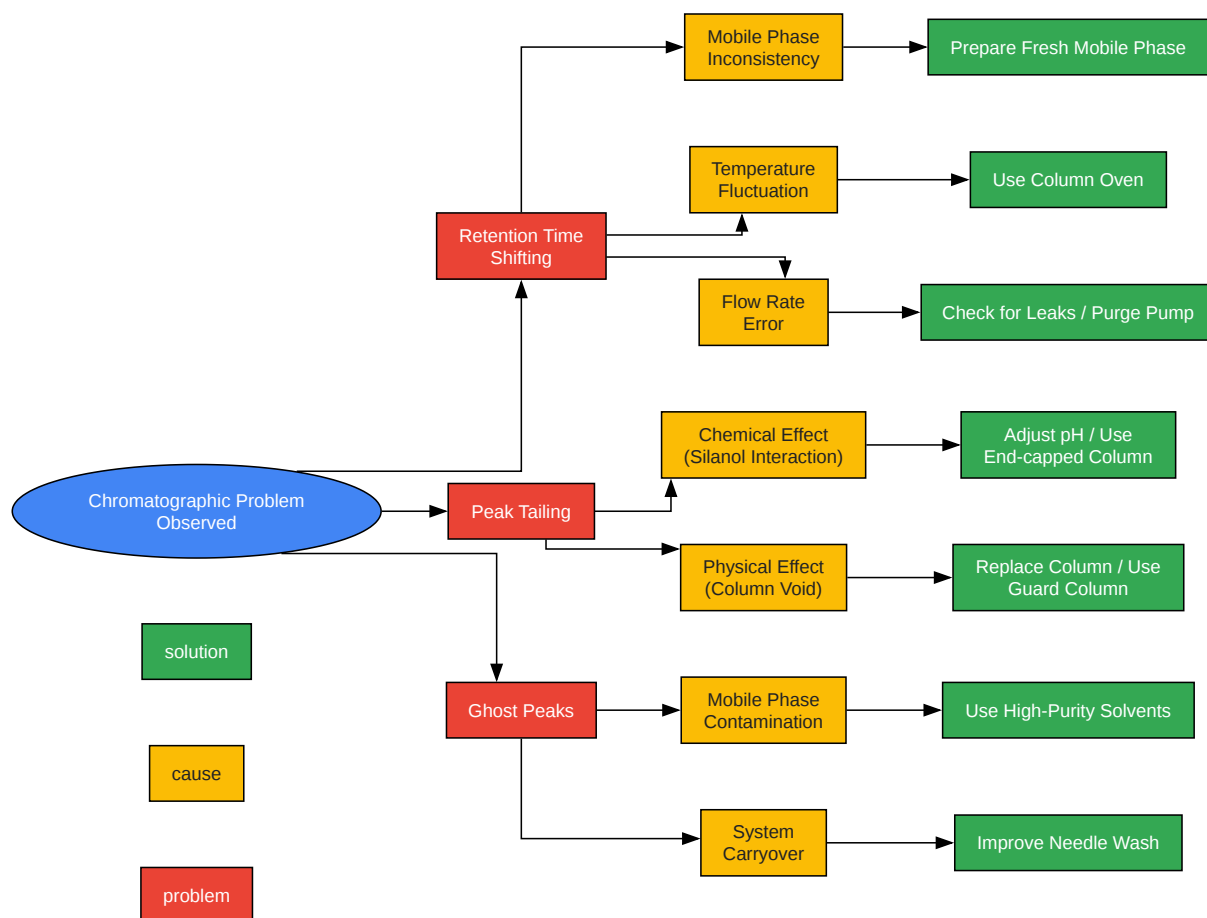 Mobile Phase
Inconsistency
Prepare Fresh Mobile Phase
Temperature
Fluctuation
Use Column Oven
Retention Time
Shifting
Flow Rate
Error
Check for Leaks / Purge Pump
Chemical Effect
(Silanol Interaction)
Adjust pH / Use
End-capped Column
Chromatographic Problem
Observed
Peak Tailing
Physical Effect
(Column Void)
Replace Column / Use
Guard Column
solution
Ghost Peaks
Mobile Phase
Contamination
Use High-Purity Solvents
cause
System
Carryover
Improve Needle Wash
problem